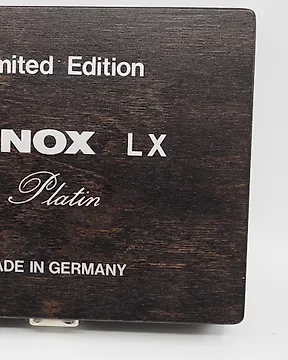 mited Edition
NOX LX
Platin
ADE IN GERMANY